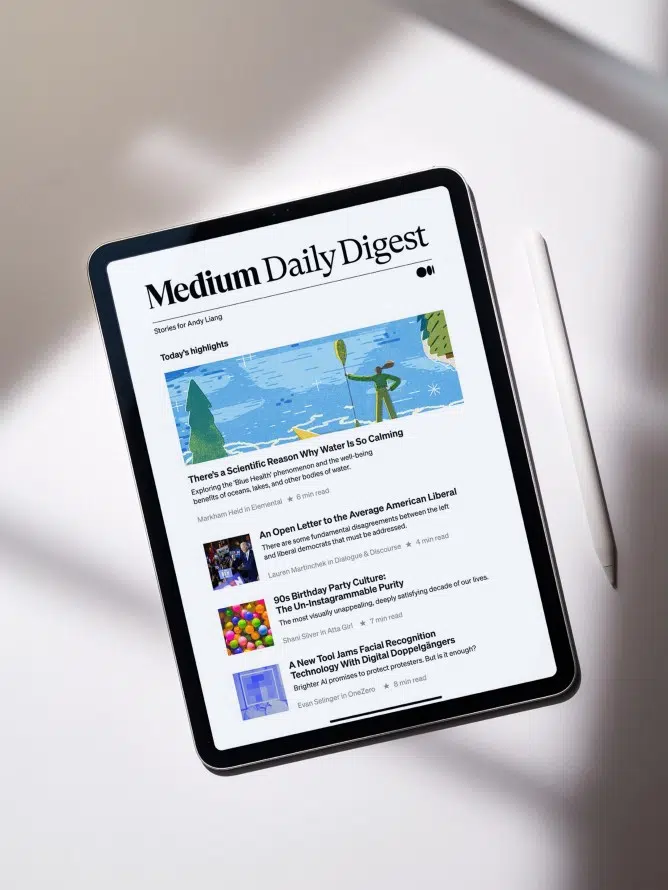 Medium Daily Digest
Stories for Andy Liang
Today's highlights
There's a Scientific Reason Why Water Is So Calming
Exploring the 'Blue Health' phenomenon and the well-being
benefits of oceans, lakes, and other bodies of water.
Markham Heid in Elemental ★ 6 min read
An Open Letter to the Average American Liberal
There are some fundamental disagreements between the left
and liberal democrats that must be addressed.
Lauren Martinchek in Dialogue & Discourse ★ 4 min read
90s Birthday Party Culture:
The Un-Instagrammable Purity
The most visually unappealing, deeply satisfying decade of our lives.
Shani Silver in Atta Girl ★ 7 min read
A New Tool Jams Facial Recognition
Technology With Digital Doppelgängers
Brighter AI promises to protect protesters. But is it enough?
Evan Selinger in OneZero ★ 8 min read